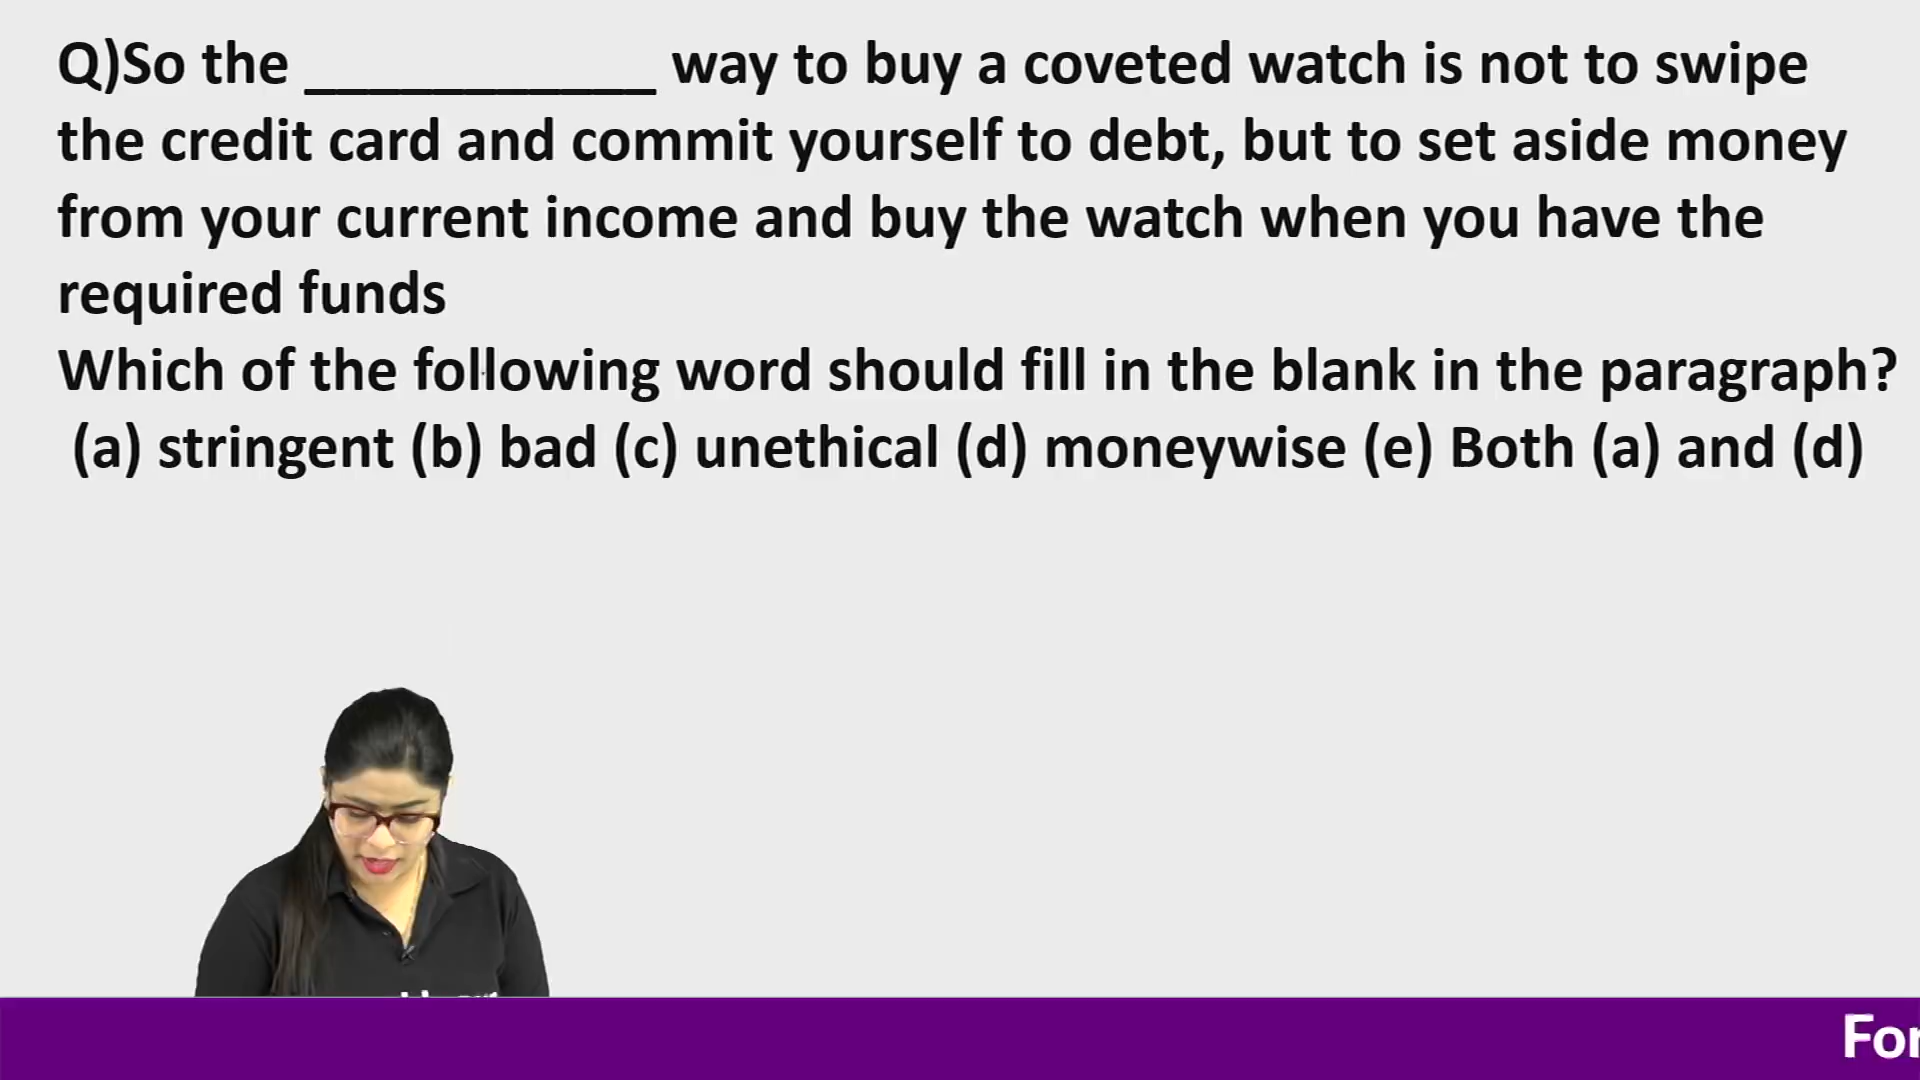 Q)So the ___________ way to buy a coveted watch is not to swipe
the credit card and commit yourself to debt, but to set aside money
from your current income and buy the watch when you have the
required funds
Which of the following word should fill in the blank in the paragraph?
(a) stringent (b) bad (c) unethical (d) moneywise (e) Both (a) and (d)
For